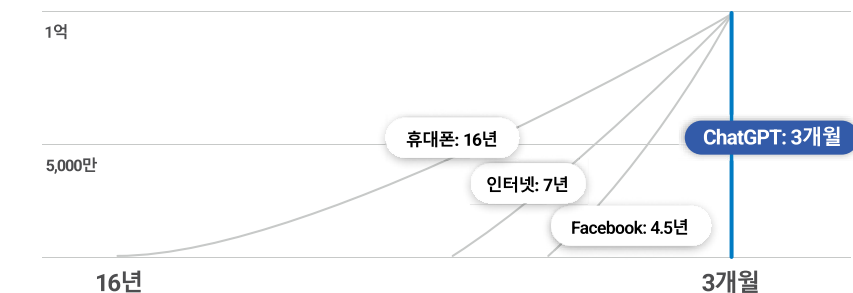 1억
휴대폰: 16년
ChatGPT: 3개월
5,000만
인터넷: 7년
Facebook: 4.5년
16년
3개월